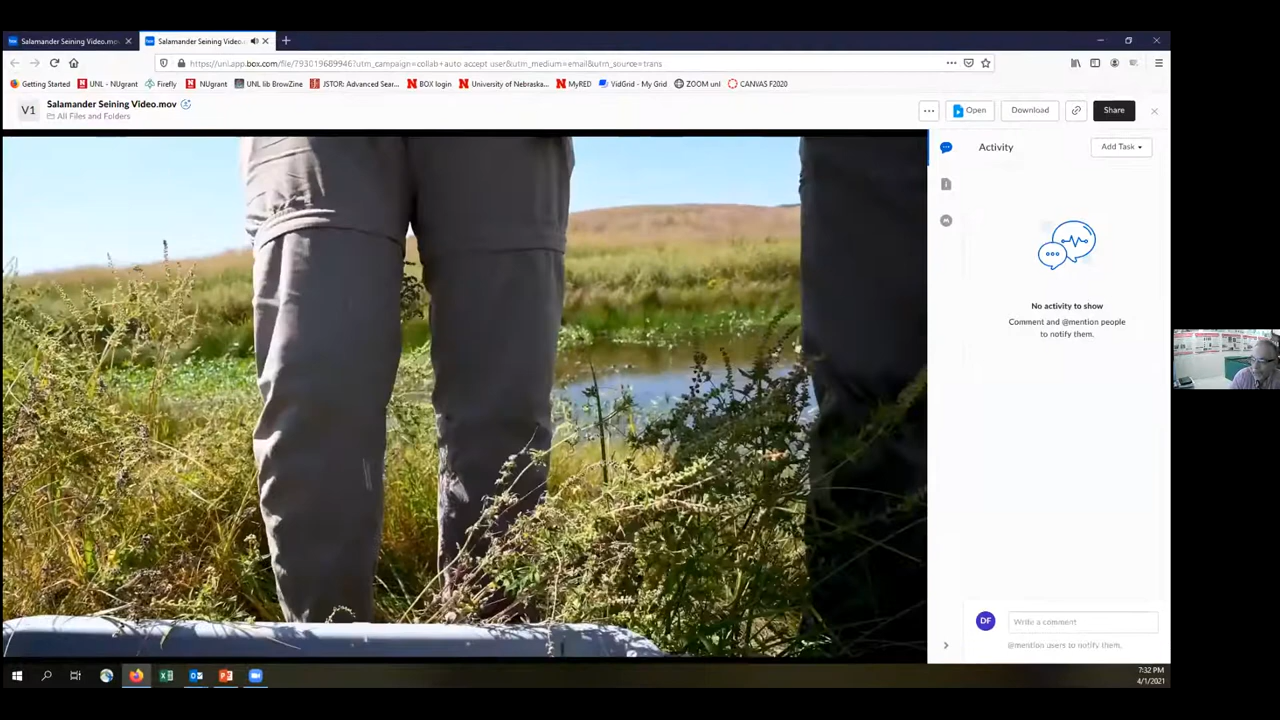 Salamander Seining Video.mov
Salamander Seining Video.mov
https://unl.app.box.com/file/793019689946?utm_campaign=collab+auto accept user&utm_medium=email&utm_source=trans
Getting Started
UNL - NUgrant
Firefly
NUgrant
UNL lib BrowZine
JSTOR: Advanced Sear...
BOX login
University of Nebraska...
MyRED
VidGrid - My Grid
ZOOM unl
CANVAS F2020
V1
Salamander Seining Video.mov
All Files and Folders
Open
Download
Share
Activity
Add Task
No activity to show
Comment and @mention people
to notify them.
DF
Write a comment
@mention users to notify them.
7:32 PM
4/1/2021